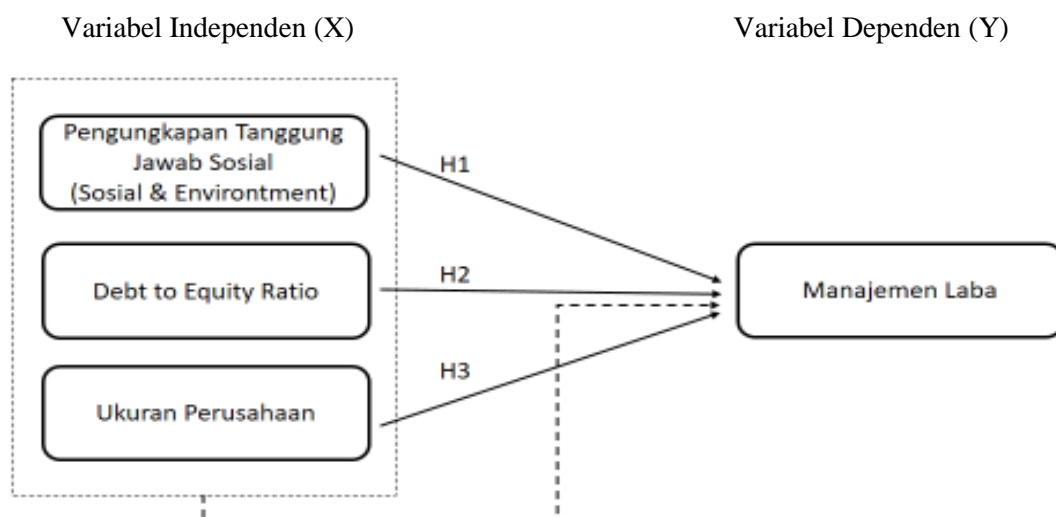 Variabel Independen (X)
Variabel Dependen (Y)
Pengungkapan Tanggung
Jawab Sosial
(Sosial & Environtment)
H1
Debt to Equity Ratio
H2
Manajemen Laba
H3
Ukuran Perusahaan